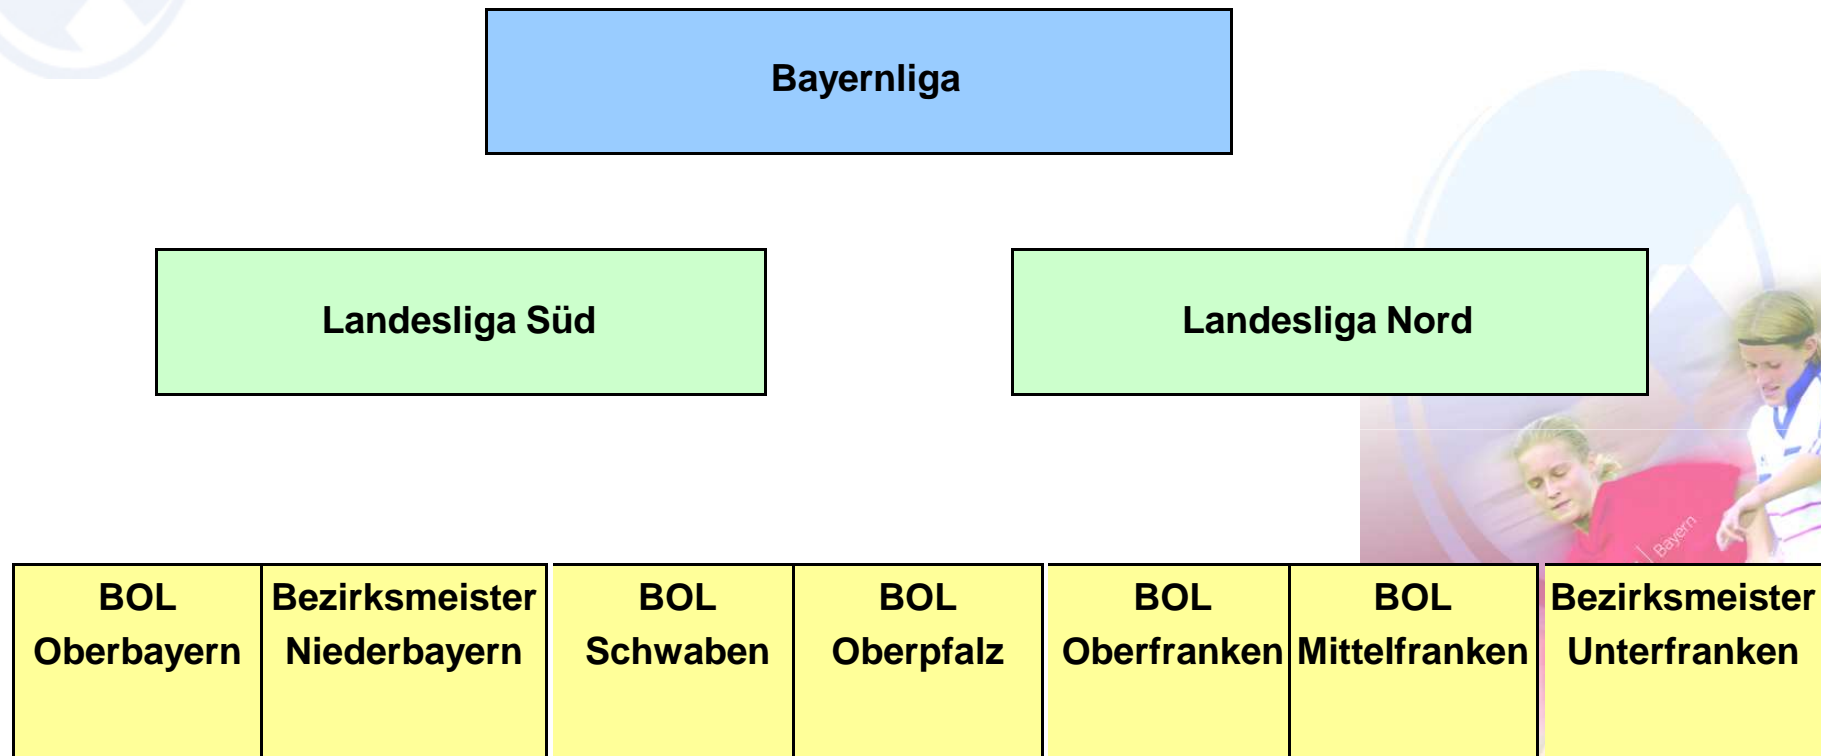 Bayernliga
Landesliga Süd
Landesliga Nord
BOL
Oberbayern
Bezirksmeister
Niederbayern
BOL
Schwaben
BOL
Oberpfalz
BOL
Oberfranken
BOL
Mittelfranken
Bezirksmeister
Unterfranken
Bayern